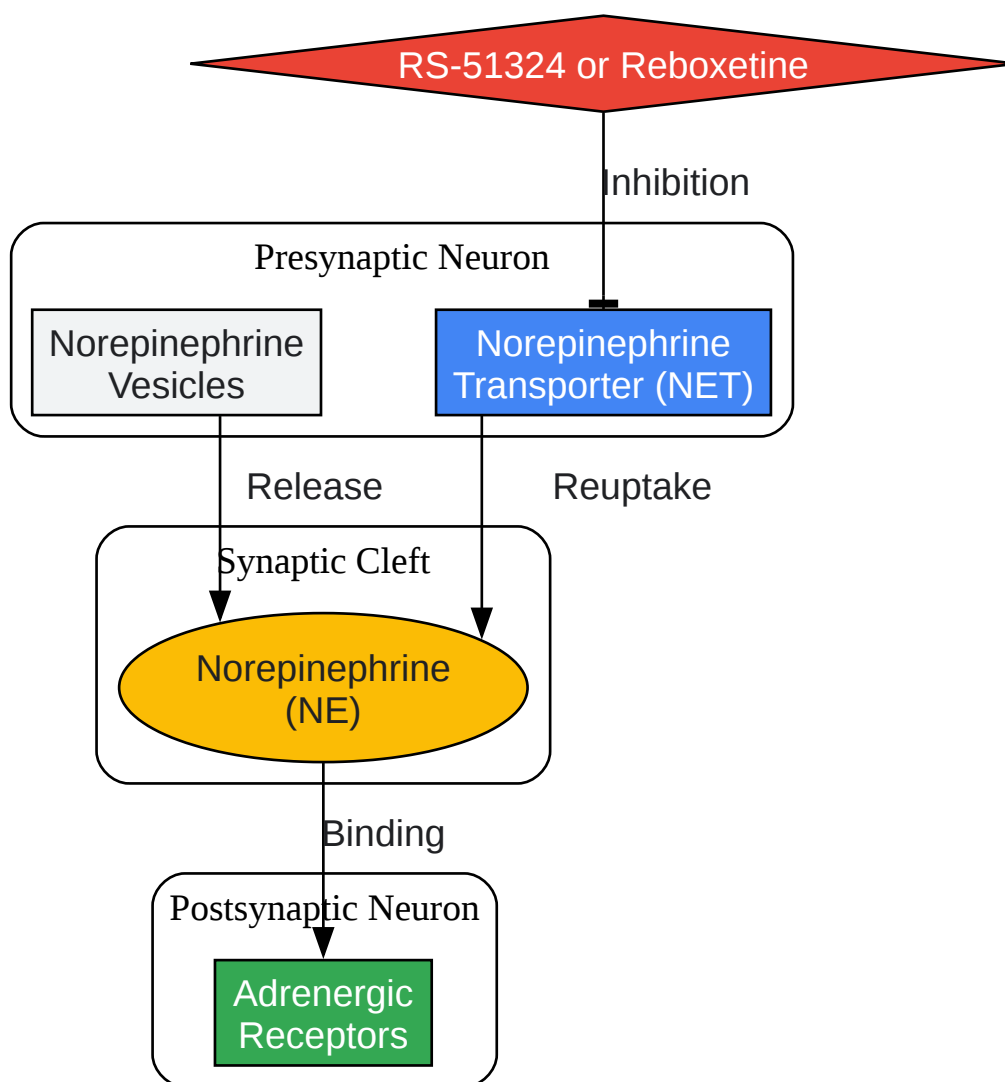 RS-51324 or Reboxetine
Inhibition
Presynaptic Neuron
Norepinephrine
Vesicles
Norepinephrine
Transporter (NET)
Release
Reuptake
Synaptic Cleft
Norepinephrine
(NE)
Binding
Postsynaptic Neuron
Adrenergic
Receptors